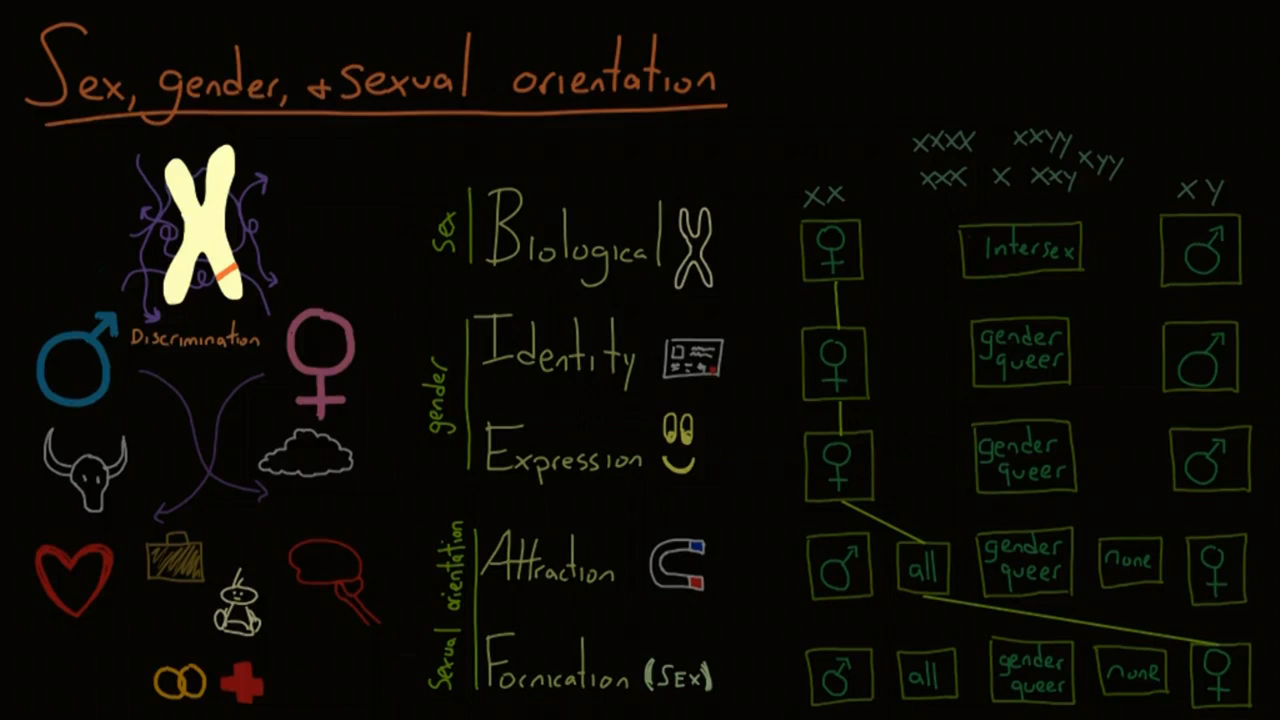 Sex, gender, + sexual orientation
XXXX XXYY XYY
XXX X XXY
XX XY
Sex Biological Intersex
Discrimination
gender
Identity gender queer
Expression gender queer
Sexual orientation
Attraction all gender queer none
Fornication (SEX) all gender queer none